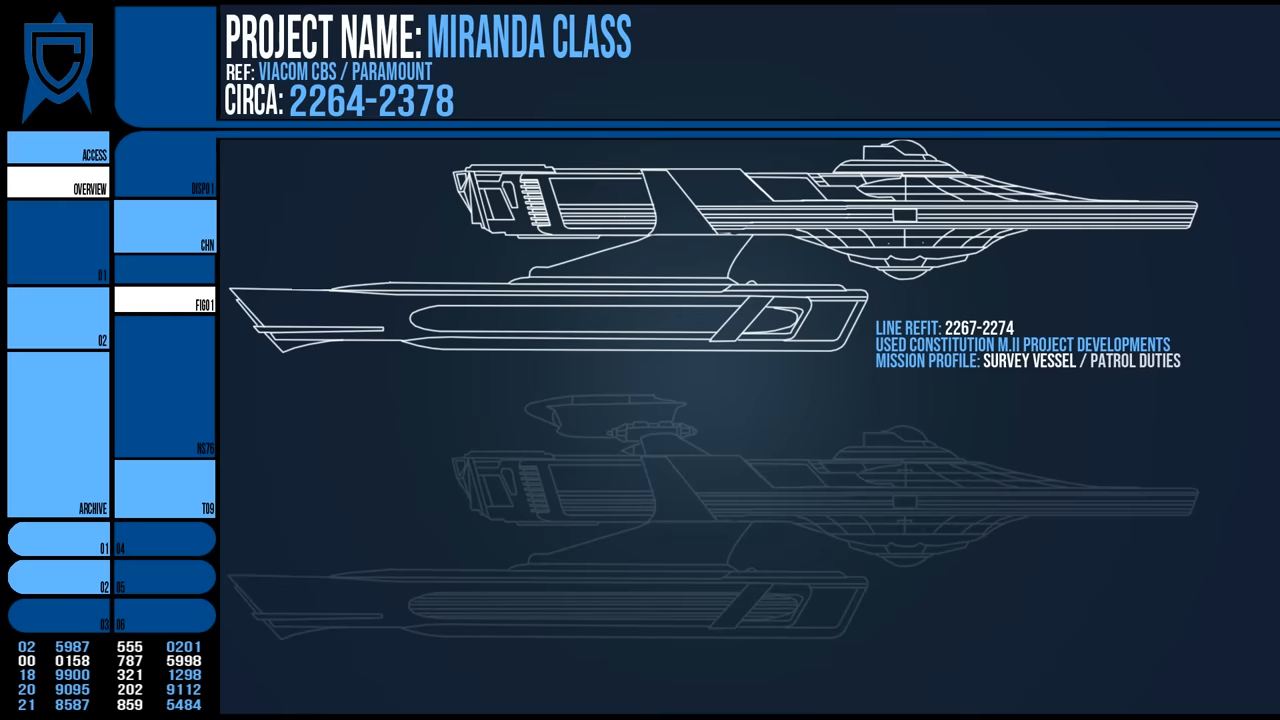 PROJECT NAME: MIRANDA CLASS
REF: VIACOM CBS / PARAMOUNT
CIRCA: 2264-2378
ACCESS
OVERVIEW
01
02
ARCHIVE
01
02
03
DISPO 1
CHN
FIG01
NS76
T09
04
05
06
LINE REFIT: 2267-2274
USED CONSTITUTION M.II PROJECT DEVELOPMENTS
MISSION PROFILE: SURVEY VESSEL / PATROL DUTIES
02 5987 555 0201
00 0158 787 5998
18 9900 321 1298
20 9095 202 9112
21 8587 859 5484